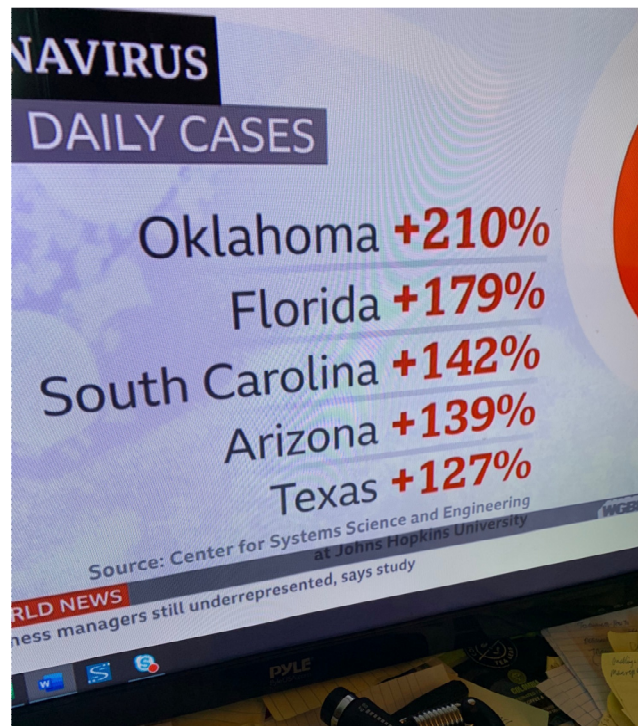 NAVIRUS
DAILY CASES
Oklahoma +210%
Florida +179%
South Carolina +142%
Arizona +139%
Texas +127%
Source: Center for Systems Science and Engineering
at Johns Hopkins University
WGB
RLD NEWS
ness managers still underrepresented, says study
PYLE